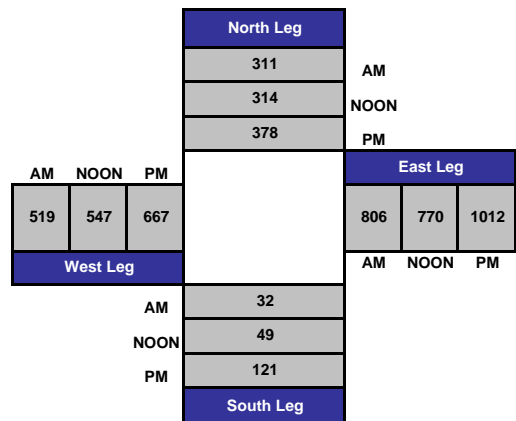 North Leg
311 AM
314 NOON
378 PM
AM NOON PM East Leg
519 547 667 806 770 1012
West Leg AM NOON PM
AM 32
NOON 49
PM 121
South Leg